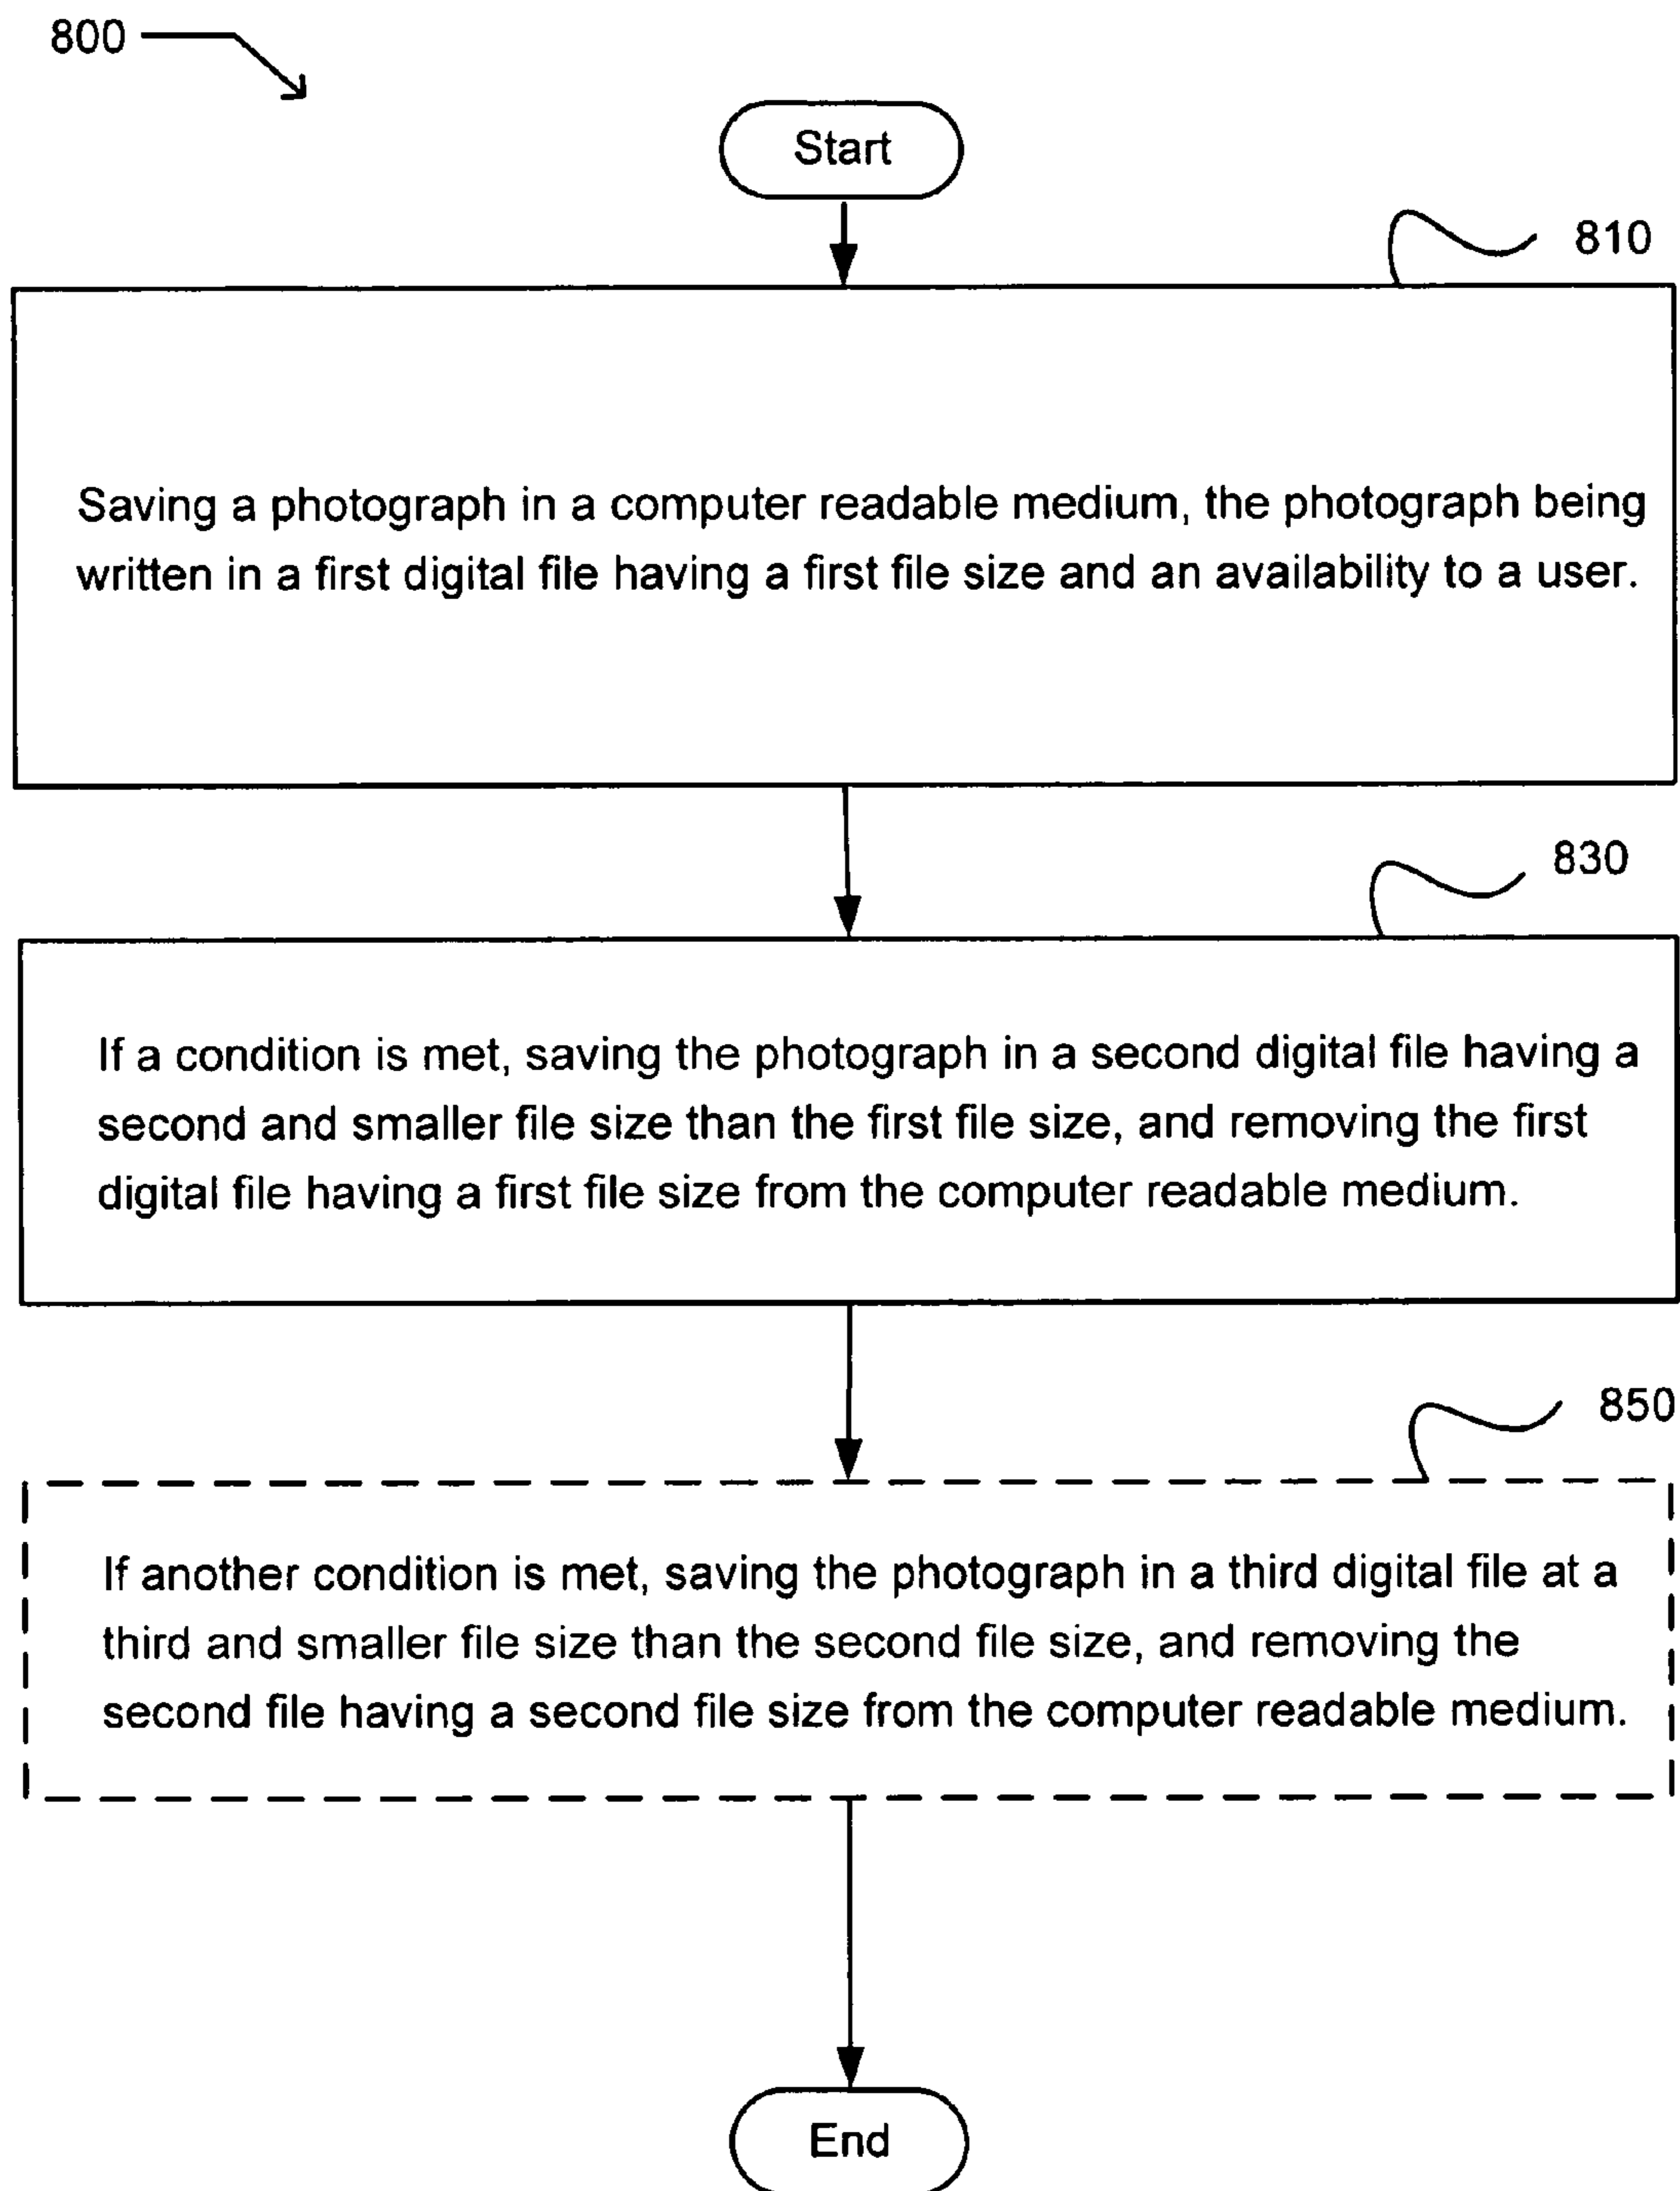 800
Start
810
Saving a photograph in a computer readable medium, the photograph being
written in a first digital file having a first file size and an availability to a user.
830
If a condition is met, saving the photograph in a second digital file having a
second and smaller file size than the first file size, and removing the first
digital file having a first file size from the computer readable medium.
850
If another condition is met, saving the photograph in a third digital file at a
third and smaller file size than the second file size, and removing the
second file having a second file size from the computer readable medium.
End